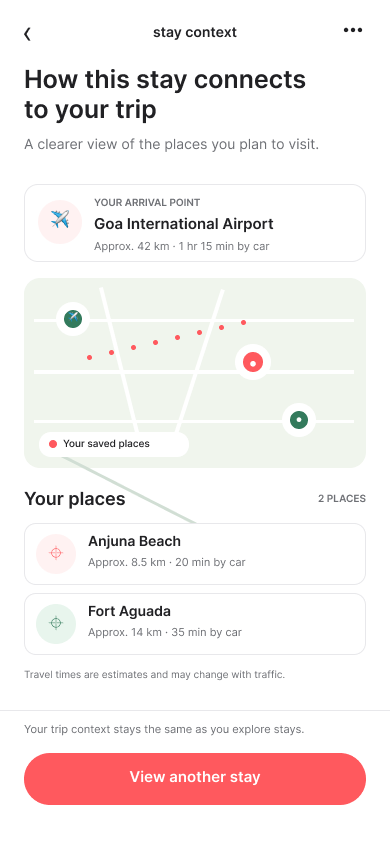 stay context
How this stay connects
to your trip
A clearer view of the places you plan to visit.
YOUR ARRIVAL POINT
Goa International Airport
Approx. 42 km · 1 hr 15 min by car
Your saved places
Your places
2 PLACES
Anjuna Beach
Approx. 8.5 km · 20 min by car
Fort Aguada
Approx. 14 km · 35 min by car
Travel times are estimates and may change with traffic.
Your trip context stays the same as you explore stays.
View another stay